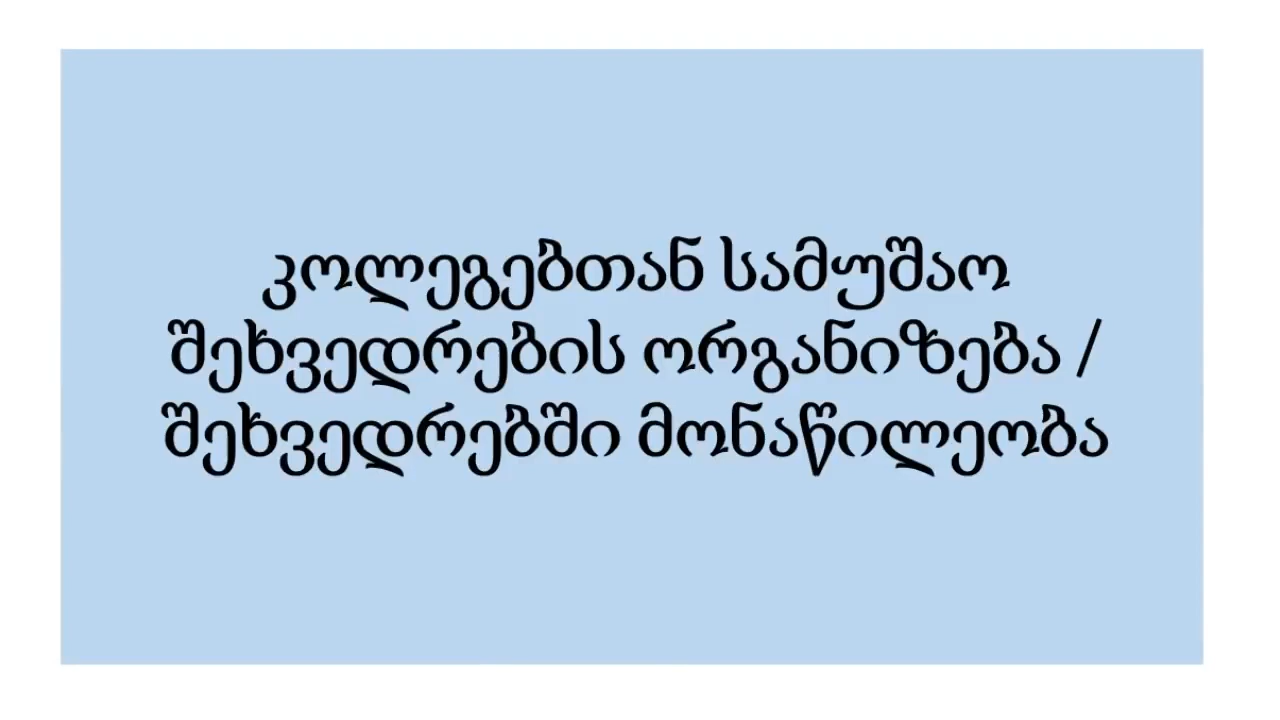 კოლეგებთან სამუშაო
შეხვედრების ორგანიზება /
შეხვედრებში მონაწილეობა